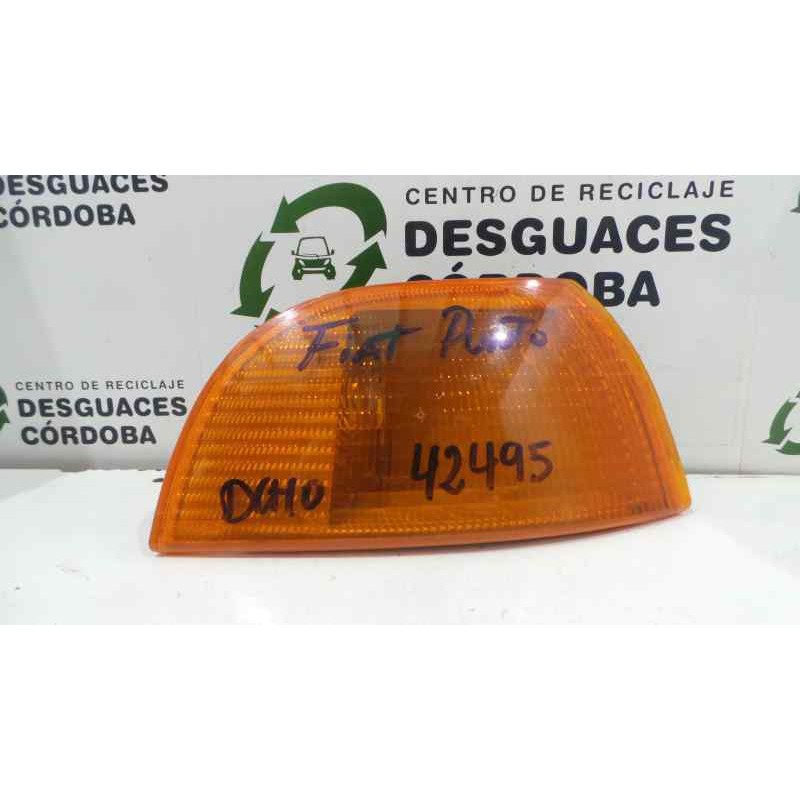 DESGUACES
CÓRDOBA
CENTRO DE RECICLAJE
DESGUACES
CÓRDOBA
CENTRO DE RECICLAJE
DESGUACES
CÓRDOBA
Fiat Punto
42495
DCHO